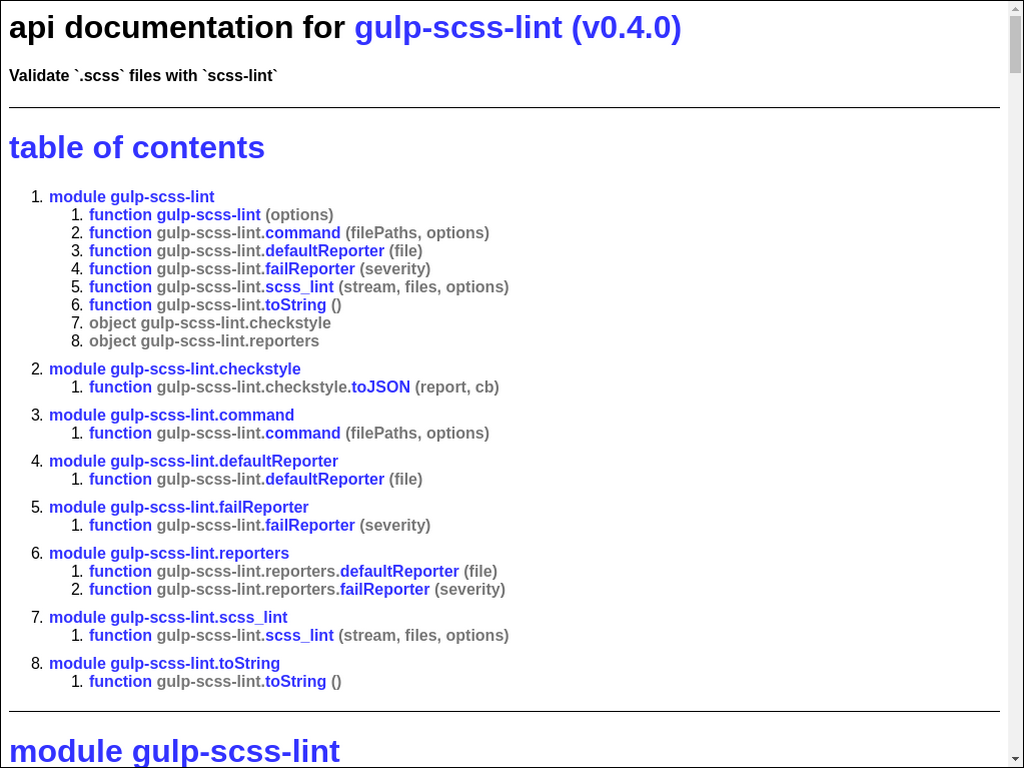 api documentation for gulp-scss-lint (v0.4.0)
Validate `.scss` files with `scss-lint`
table of contents
1. module gulp-scss-lint
1. function gulp-scss-lint (options)
2. function gulp-scss-lint.command (filePaths, options)
3. function gulp-scss-lint.defaultReporter (file)
4. function gulp-scss-lint.failReporter (severity)
5. function gulp-scss-lint.scss_lint (stream, files, options)
6. function gulp-scss-lint.toString ()
7. object gulp-scss-lint.checkstyle
8. object gulp-scss-lint.reporters
2. module gulp-scss-lint.checkstyle
1. function gulp-scss-lint.checkstyle.toJSON (report, cb)
3. module gulp-scss-lint.command
1. function gulp-scss-lint.command (filePaths, options)
4. module gulp-scss-lint.defaultReporter
1. function gulp-scss-lint.defaultReporter (file)
5. module gulp-scss-lint.failReporter
1. function gulp-scss-lint.failReporter (severity)
6. module gulp-scss-lint.reporters
1. function gulp-scss-lint.reporters.defaultReporter (file)
2. function gulp-scss-lint.reporters.failReporter (severity)
7. module gulp-scss-lint.scss_lint
1. function gulp-scss-lint.scss_lint (stream, files, options)
8. module gulp-scss-lint.toString
1. function gulp-scss-lint.toString ()
module gulp-scss-lint